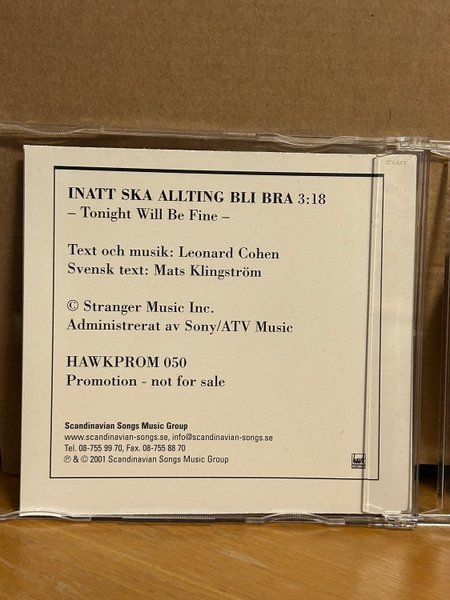 INATT SKA ALLTING BLI BRA 3:18
– Tonight Will Be Fine –
Text och musik: Leonard Cohen
Svensk text: Mats Klingström
© Stranger Music Inc.
Administrerat av Sony/ATV Music
HAWKPROM 050
Promotion - not for sale
Scandinavian Songs Music Group
www.scandinavian-songs.se, info@scandinavian-songs.se
Tel. 08-755 99 70, Fax. 08-755 88 70
℗ & © 2001 Scandinavian Songs Music Group